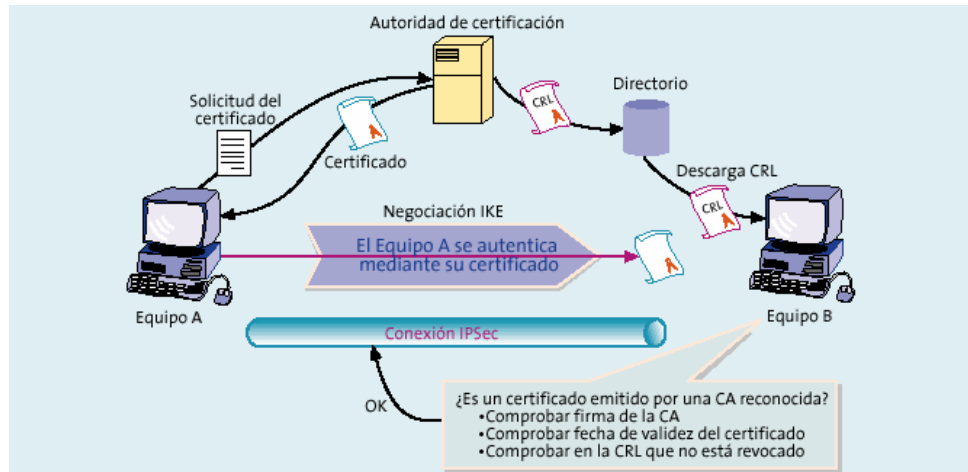 Autoridad de certificación
Solicitud del
certificado
Certificado
CRL
Directorio
Descarga CRL
CRL
Negociación IKE
El Equipo A se autentica
mediante su certificado
Equipo A
Equipo B
Conexión IPSec
OK
¿Es un certificado emitido por una CA reconocida?
•Comprobar firma de la CA
•Comprobar fecha de validez del certificado
•Comprobar en la CRL que no está revocado